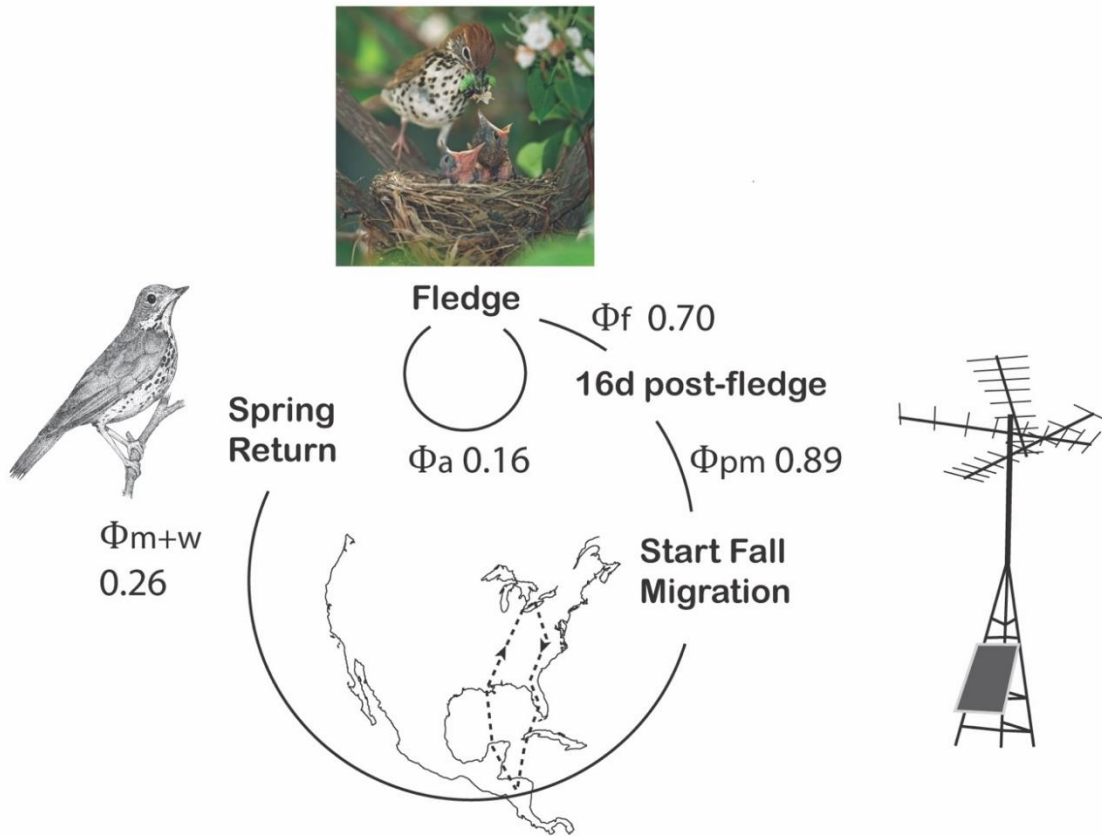 Fledge
Φf 0.70
16d post-fledge
Spring
Return
Φa 0.16
Φpm 0.89
Φm+w
0.26
Start Fall
Migration